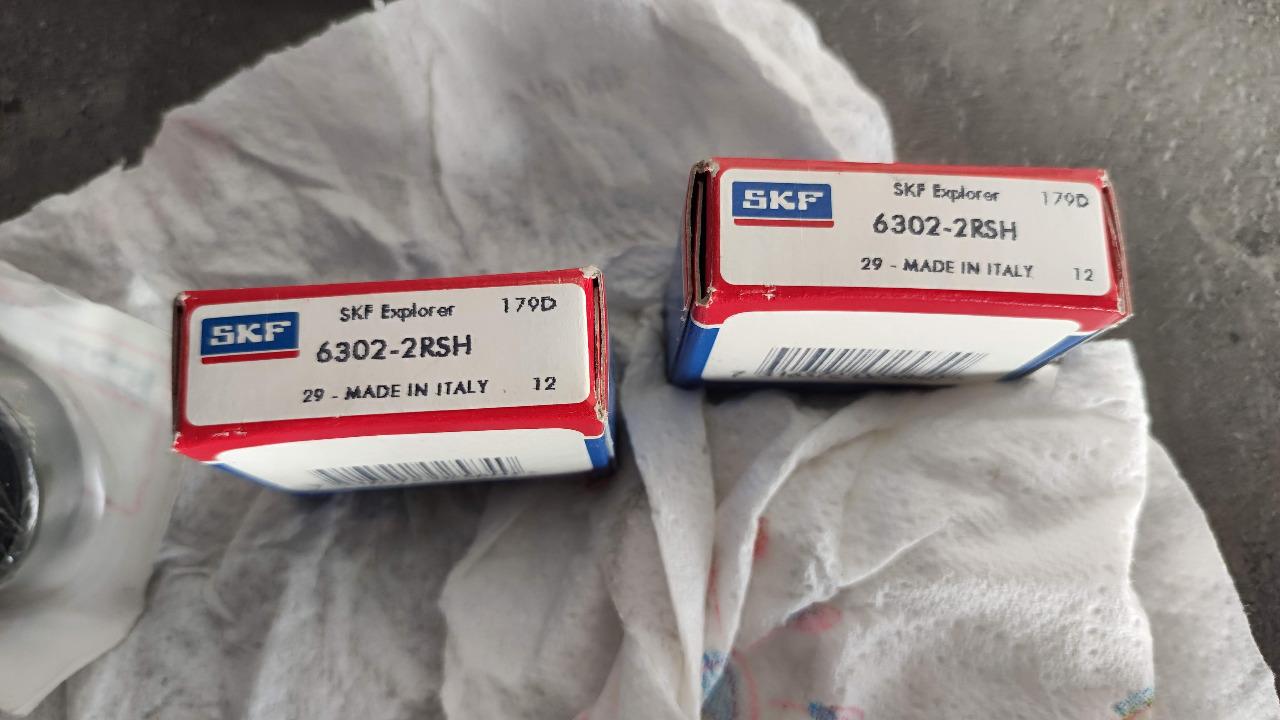 SKF
SKF Explorer 179D
6302-2RSH
29 - MADE IN ITALY 12
SKF
SKF Explorer 179D
6302-2RSH
29 - MADE IN ITALY 12